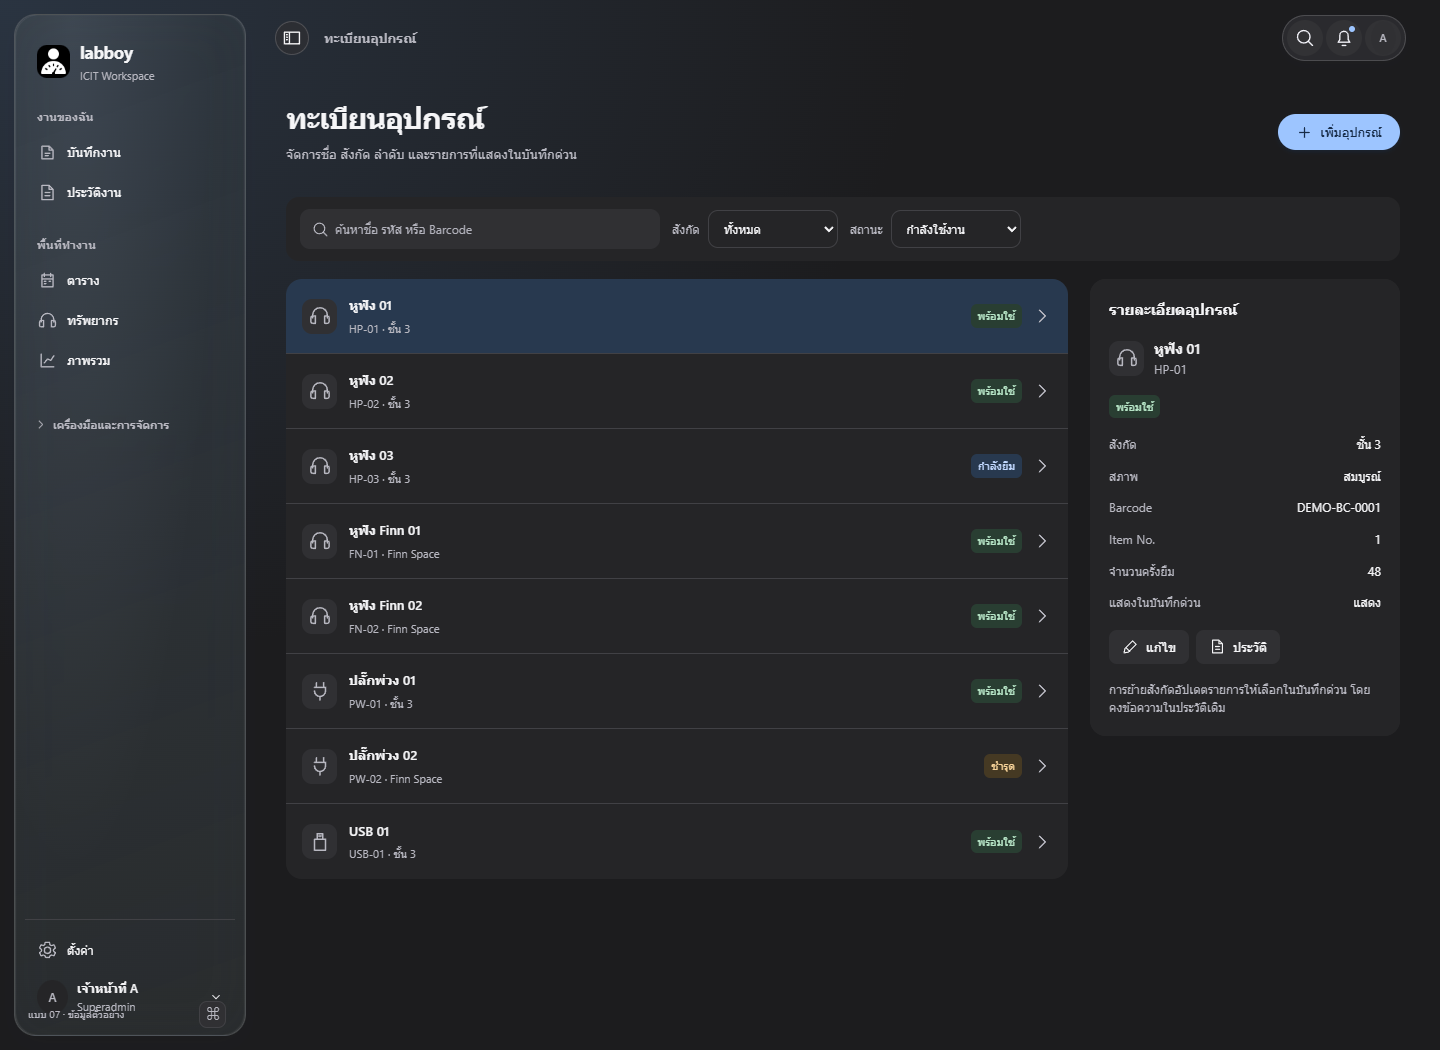 labboy
ICIT Workspace
งานของฉัน
บันทึกงาน
ประวัติงาน
พื้นที่ทำงาน
ตาราง
ทรัพยากร
ภาพรวม
เครื่องมือและการจัดการ
ตั้งค่า
A
เจ้าหน้าที่ A
Superadmin
แบบ 07 · ข้อมูลตัวอย่าง
ทะเบียนอุปกรณ์
A
ทะเบียนอุปกรณ์
จัดการชื่อ สังกัด ลำดับ และรายการที่แสดงในบันทึกด่วน
เพิ่มอุปกรณ์
ค้นหาชื่อ รหัส หรือ Barcode
สังกัด
ทั้งหมด
สถานะ
กำลังใช้งาน
หูฟัง 01
HP-01 · ชั้น 3
พร้อมใช้
หูฟัง 02
HP-02 · ชั้น 3
พร้อมใช้
หูฟัง 03
HP-03 · ชั้น 3
กำลังยืม
หูฟัง Finn 01
FN-01 · Finn Space
พร้อมใช้
หูฟัง Finn 02
FN-02 · Finn Space
พร้อมใช้
ปลั๊กพ่วง 01
PW-01 · ชั้น 3
พร้อมใช้
ปลั๊กพ่วง 02
PW-02 · Finn Space
ชำรุด
USB 01
USB-01 · ชั้น 3
พร้อมใช้
รายละเอียดอุปกรณ์
หูฟัง 01
HP-01
พร้อมใช้
สังกัด ชั้น 3
สภาพ สมบูรณ์
Barcode DEMO-BC-0001
Item No. 1
จำนวนครั้งยืม 48
แสดงในบันทึกด่วน แสดง
แก้ไข
ประวัติ
การย้ายสังกัดอัปเดตรายการให้เลือกในบันทึกด่วน โดย
คงข้อความในประวัติเดิม